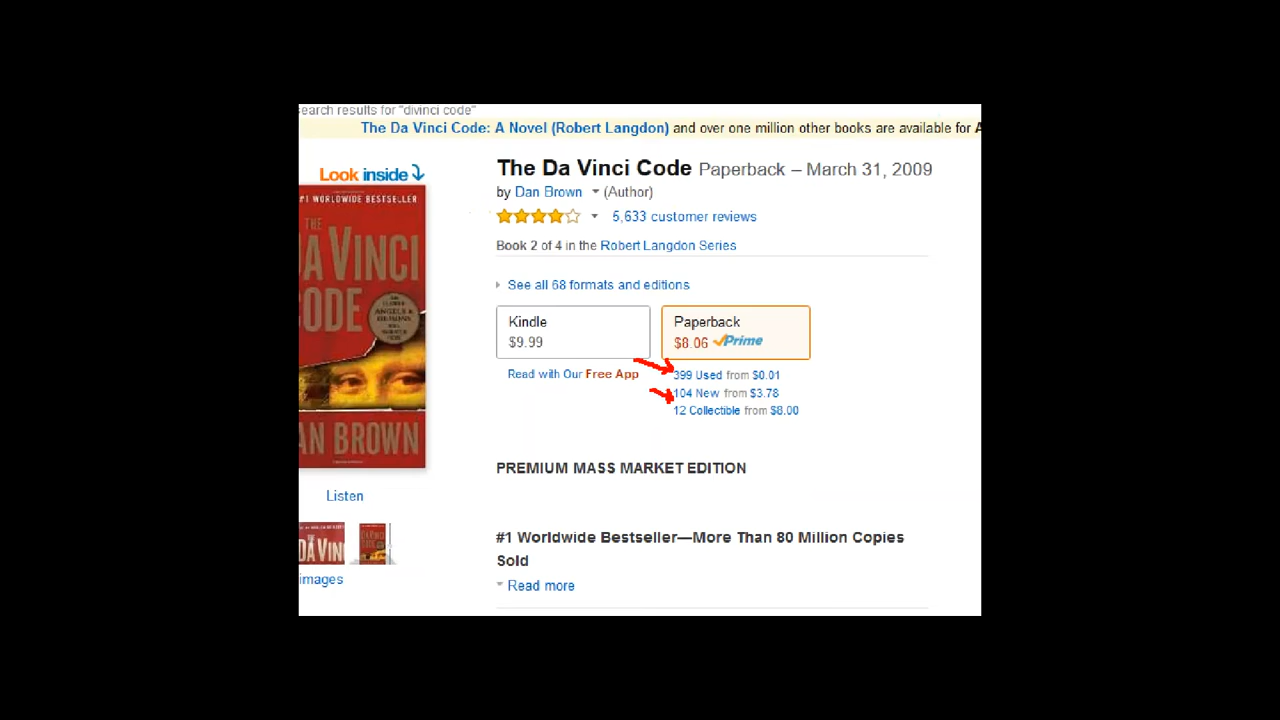 earch results for "divinci code"
The Da Vinci Code: A Novel (Robert Langdon) and over one million other books are available for
Look inside
The Da Vinci Code Paperback – March 31, 2009
by Dan Brown (Author)
5,633 customer reviews
Book 2 of 4 in the Robert Langdon Series
See all 68 formats and editions
Kindle
$9.99
Paperback
$8.06 Prime
Read with Our Free App
399 Used from $0.01
104 New from $3.78
12 Collectible from $8.00
#1 WORLDWIDE BESTSELLER
THE
DA VINCI
CODE
AN BROWN
PREMIUM MASS MARKET EDITION
Listen
#1 Worldwide Bestseller—More Than 80 Million Copies
Sold
Read more
images